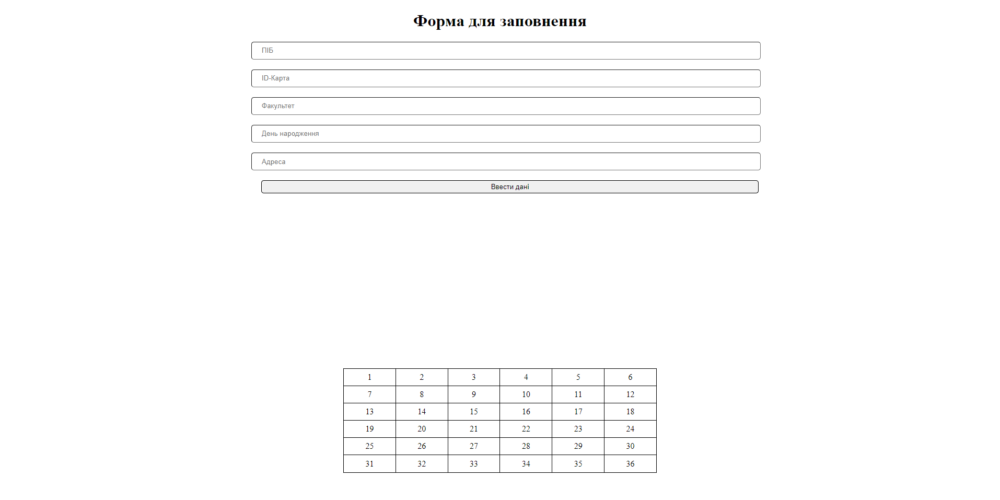 Форма для заповнення
ПІБ
ID-Карта
Факультет
День народження
Адреса
Ввести дані
1 2 3 4 5 6
7 8 9 10 11 12
13 14 15 16 17 18
19 20 21 22 23 24
25 26 27 28 29 30
31 32 33 34 35 36